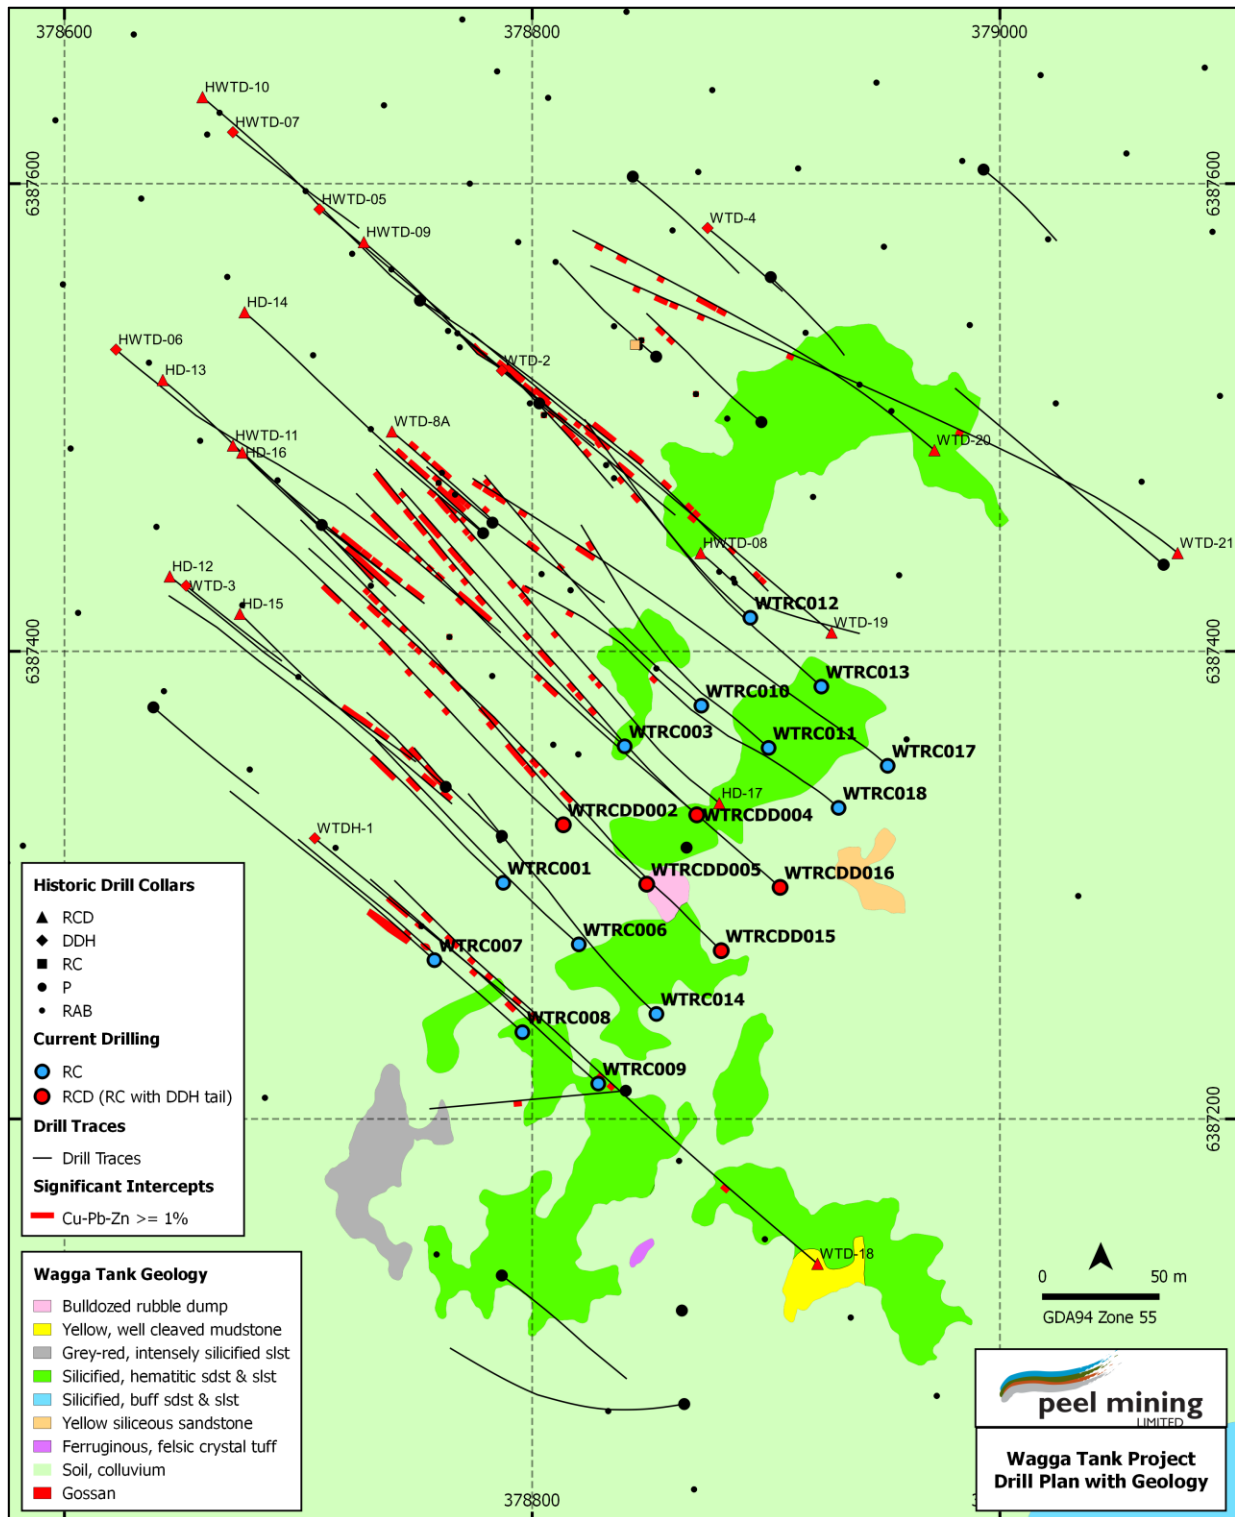 378600
378800
379000
HWTD-10
HWTD-07
6387600
6387600
HWTD-05
WTD-4
HWTD-09
HD-14
HWTD-06
WTD-2
HD-13
WTD-8A
HWTD-11
HD-16
WTD-20
HWTD-08
WTD-21
HD-12
WTD-3
HD-15
WTRC012
WTD-19
6387400
6387400
WTRC013
WTRC010
WTRC003
WTRC011
WTRC017
HD-17
WTRC018
WTRCDD002
WTRCDD004
WTDH-1
WTRC001
WTRCDD005
WTRCDD016
WTRC006
WTRC007
WTRCDD015
WTRC014
WTRC008
WTRC009
6387200
WTD-18
Historic Drill Collars
RCD
DDH
RC
P
RAB
Current Drilling
RC
RCD (RC with DDH tail)
Drill Traces
Drill Traces
Significant Intercepts
Cu-Pb-Zn >= 1%
Wagga Tank Geology
Bulldozed rubble dump
Yellow, well cleaved mudstone
Grey-red, intensely silicified slst
Silicified, hematitic sdst & slst
Silicified, buff sdst & slst
Yellow siliceous sandstone
Ferruginous, felsic crystal tuff
Soil, colluvium
Gossan
0 50 m
GDA94 Zone 55
peel mining
LIMITED
Wagga Tank Project
Drill Plan with Geology
378800